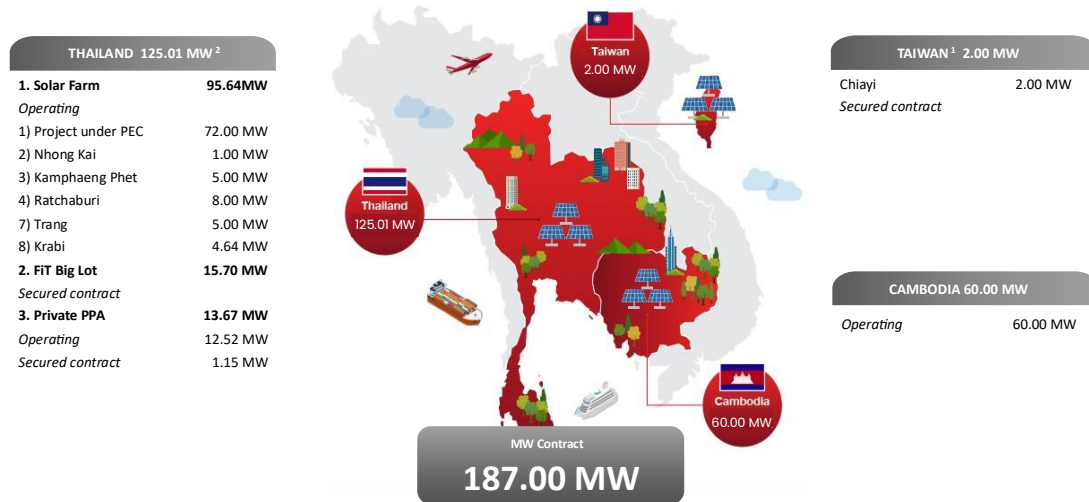 THAILAND 125.01 MW ²
1. Solar Farm 95.64MW
Operating
1) Project under PEC 72.00 MW
2) Nhong Kai 1.00 MW
3) Kamphaeng Phet 5.00 MW
4) Ratchaburi 8.00 MW
7) Trang 5.00 MW
8) Krabi 4.64 MW
2. FiT Big Lot 15.70 MW
Secured contract
3. Private PPA 13.67 MW
Operating 12.52 MW
Secured contract 1.15 MW
Taiwan
2.00 MW
Thailand
125.01 MW
Cambodia
60.00 MW
MW Contract
187.00 MW
TAIWAN¹ 2.00 MW
Chiayi 2.00 MW
Secured contract
CAMBODIA 60.00 MW
Operating 60.00 MW